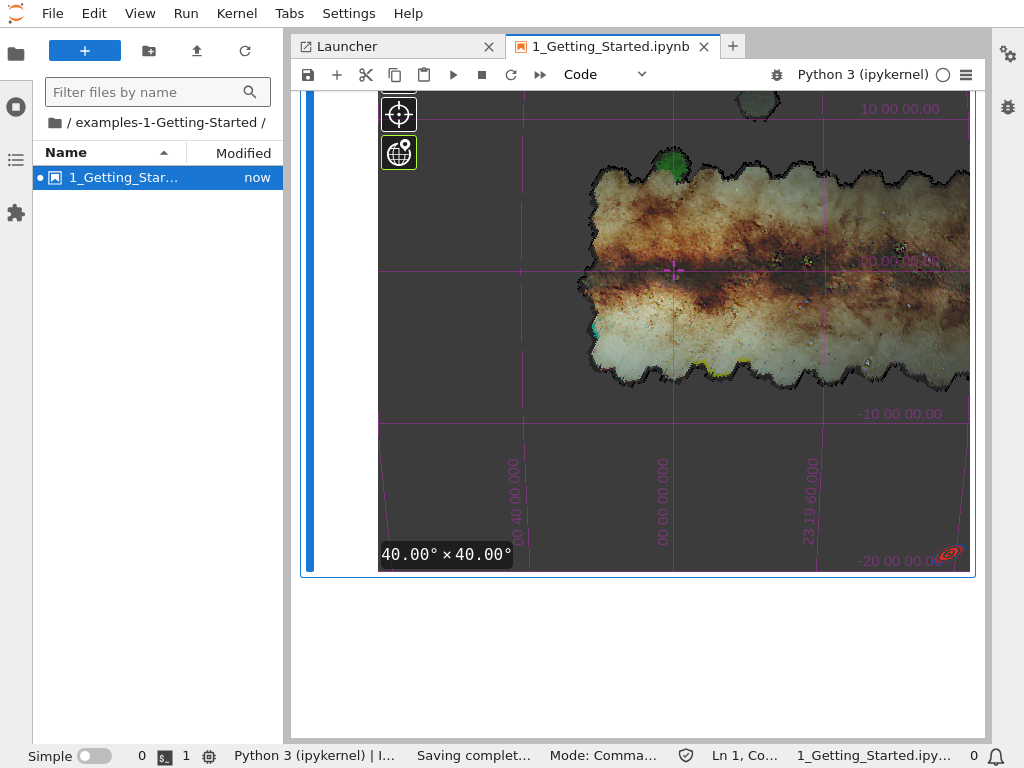 File Edit View Run Kernel Tabs Settings Help
Filter files by name
/ examples-1-Getting-Started /
Name Modified
1_Getting_Star... now
Launcher
1_Getting_Started.ipynb
Code
Python 3 (ipykernel)
10 00 00.00
00 00 00.00
-10 00 00.00
00 40 00.000
00 00 00.000
23 19 60.000
-20 00 00.00
40.00° × 40.00°
Simple 0 $_ 1 Python 3 (ipykernel) | I... Saving complet... Mode: Comma... Ln 1, Co... 1_Getting_Started.ipy... 0